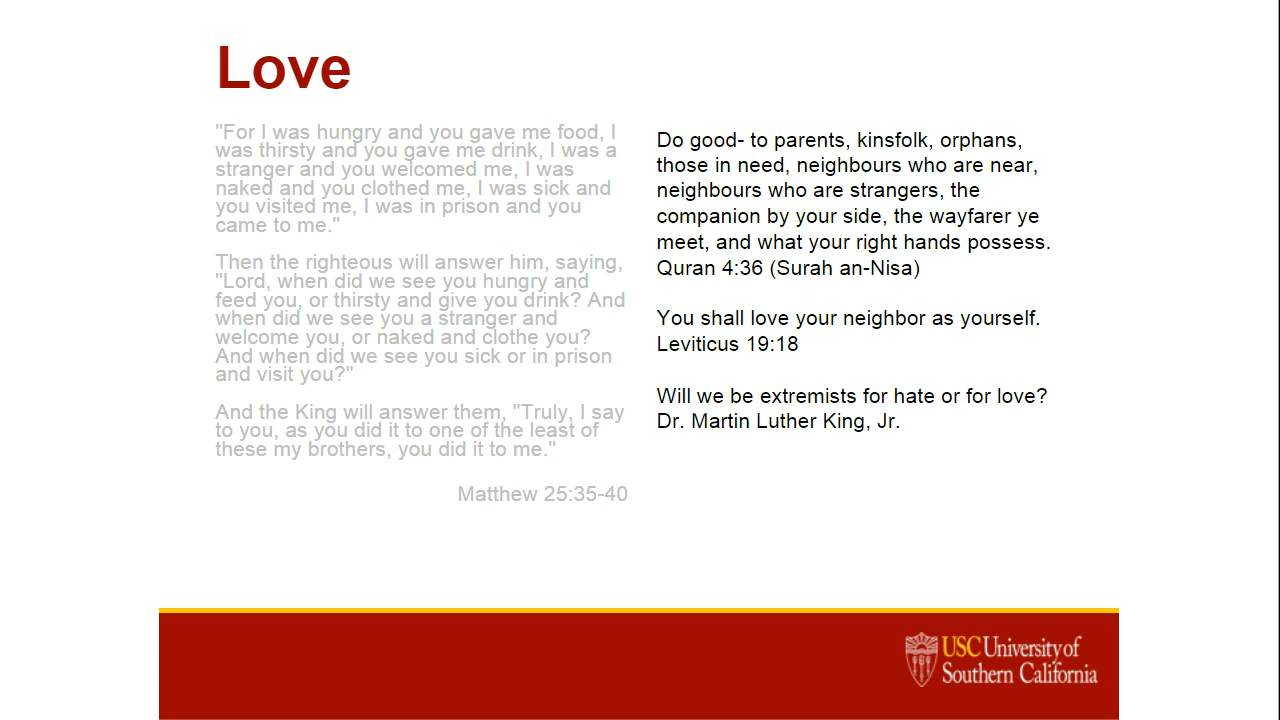 Love
"For I was hungry and you gave me food, I
was thirsty and you gave me drink, I was a
stranger and you welcomed me, I was
naked and you clothed me, I was sick and
you visited me, I was in prison and you
came to me."
Then the righteous will answer him, saying,
"Lord, when did we see you hungry and
feed you, or thirsty and give you drink? And
when did we see you a stranger and
welcome you, or naked and clothe you?
And when did we see you sick or in prison
and visit you?"
And the King will answer them, "Truly, I say
to you, as you did it to one of the least of
these my brothers, you did it to me."
Matthew 25:35-40
Do good- to parents, kinsfolk, orphans,
those in need, neighbours who are near,
neighbours who are strangers, the
companion by your side, the wayfarer ye
meet, and what your right hands possess.
Quran 4:36 (Surah an-Nisa)
You shall love your neighbor as yourself.
Leviticus 19:18
Will we be extremists for hate or for love?
Dr. Martin Luther King, Jr.
USC University of
Southern California